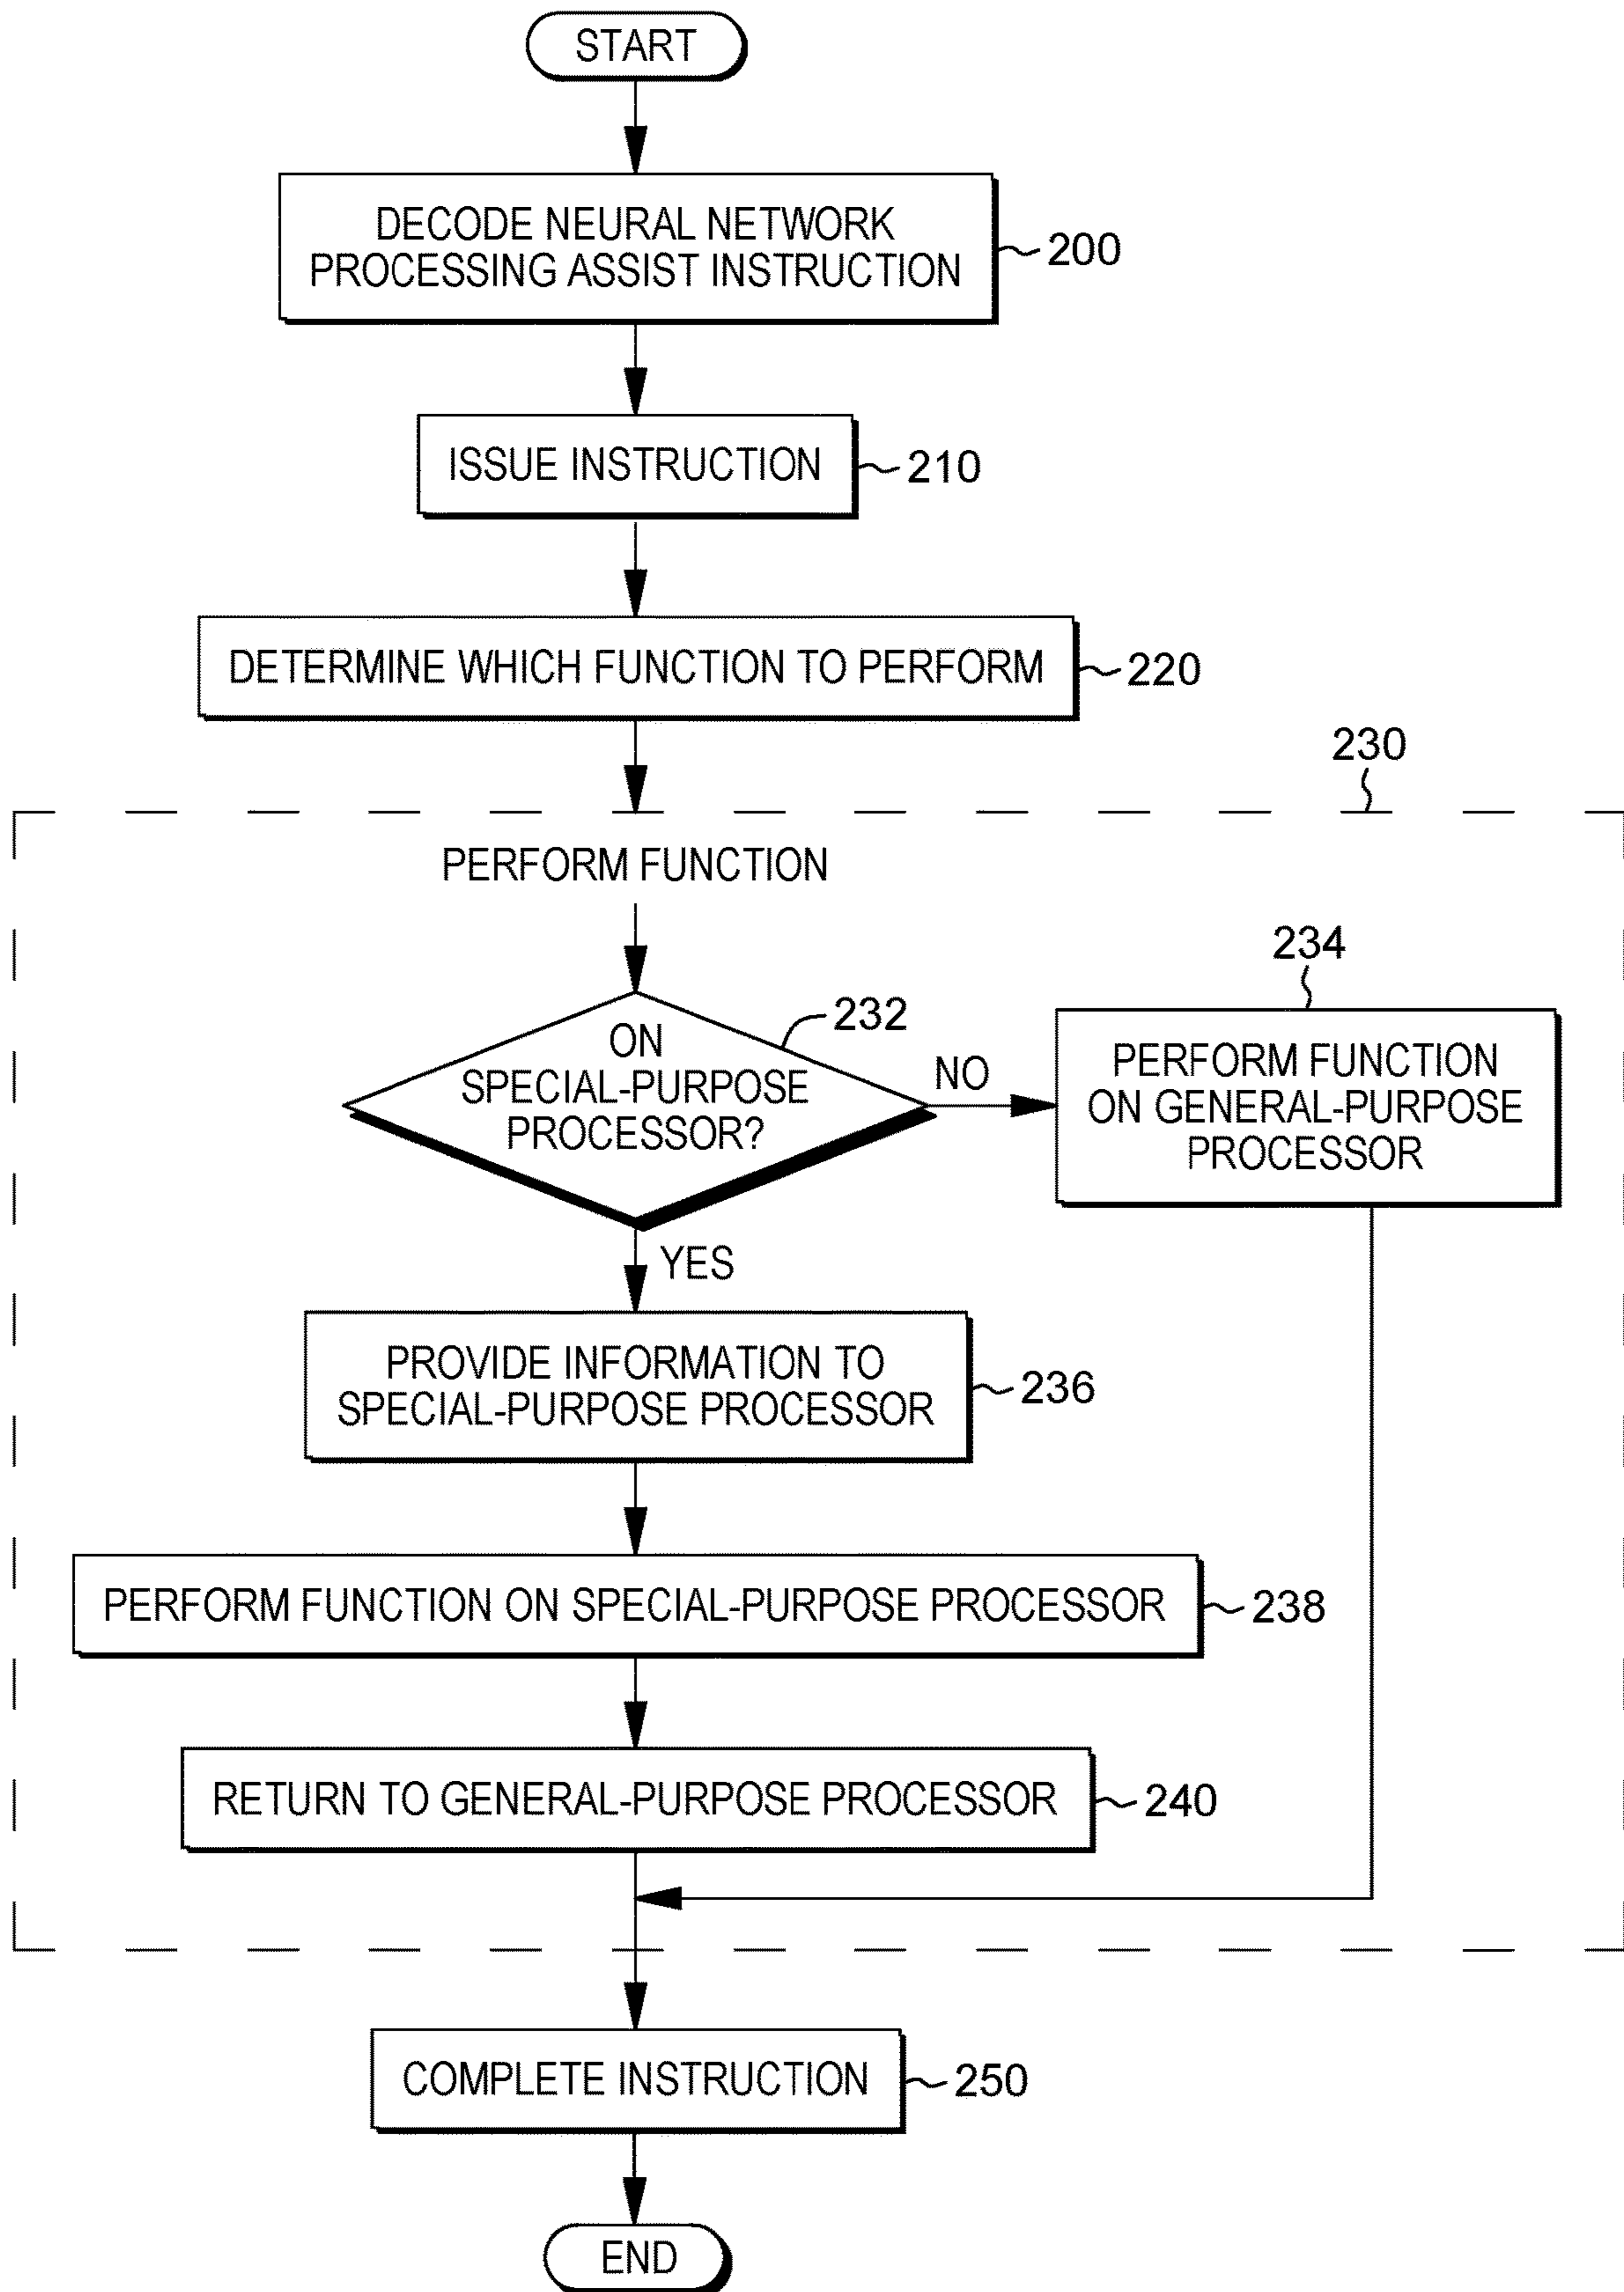 START
DECODE NEURAL NETWORK
PROCESSING ASSIST INSTRUCTION
200
ISSUE INSTRUCTION
210
DETERMINE WHICH FUNCTION TO PERFORM
220
230
PERFORM FUNCTION
232
ON
SPECIAL-PURPOSE
PROCESSOR?
NO
234
PERFORM FUNCTION
ON GENERAL-PURPOSE
PROCESSOR
YES
PROVIDE INFORMATION TO
SPECIAL-PURPOSE PROCESSOR
236
PERFORM FUNCTION ON SPECIAL-PURPOSE PROCESSOR
238
RETURN TO GENERAL-PURPOSE PROCESSOR
240
COMPLETE INSTRUCTION
250
END